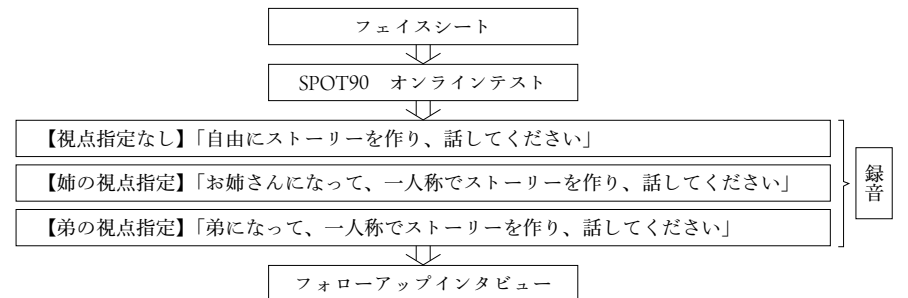 フェイスシート
SPOT90 オンラインテスト
【視点指定なし】「自由にストーリーを作り、話してください」
【姉の視点指定】「お姉さんになって、一人称でストーリーを作り、話してください」
【弟の視点指定】「弟になって、一人称でストーリーを作り、話してください」
録音
フォローアップインタビュー